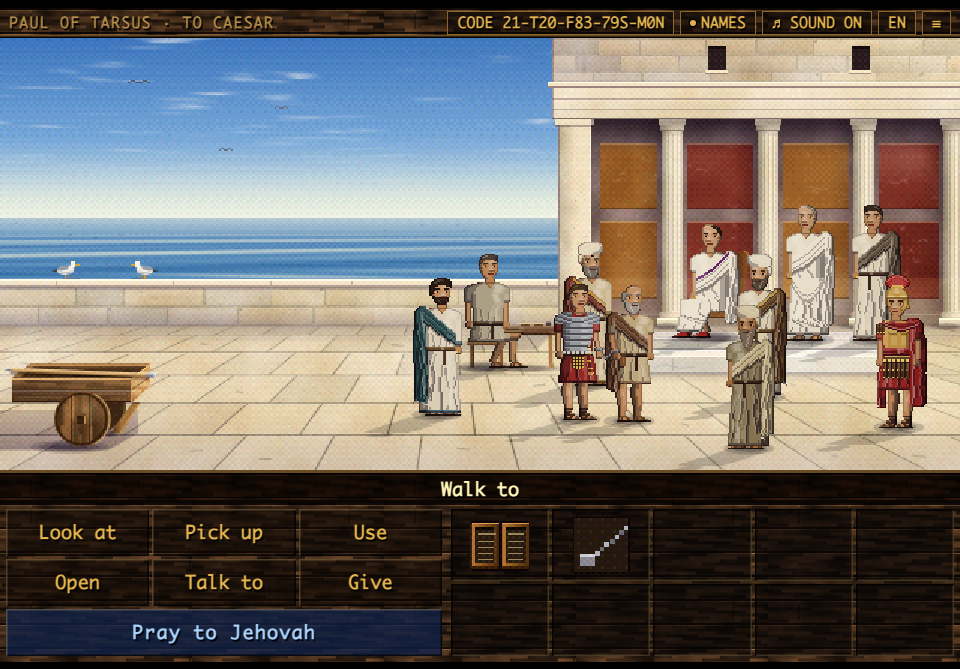 PAUL OF TARSUS · TO CAESAR
CODE 21-T20-F83-79S-M0N
● NAMES
♬ SOUND ON
EN
≡
Walk to
Look at
Pick up
Use
Open
Talk to
Give
Pray to Jehovah